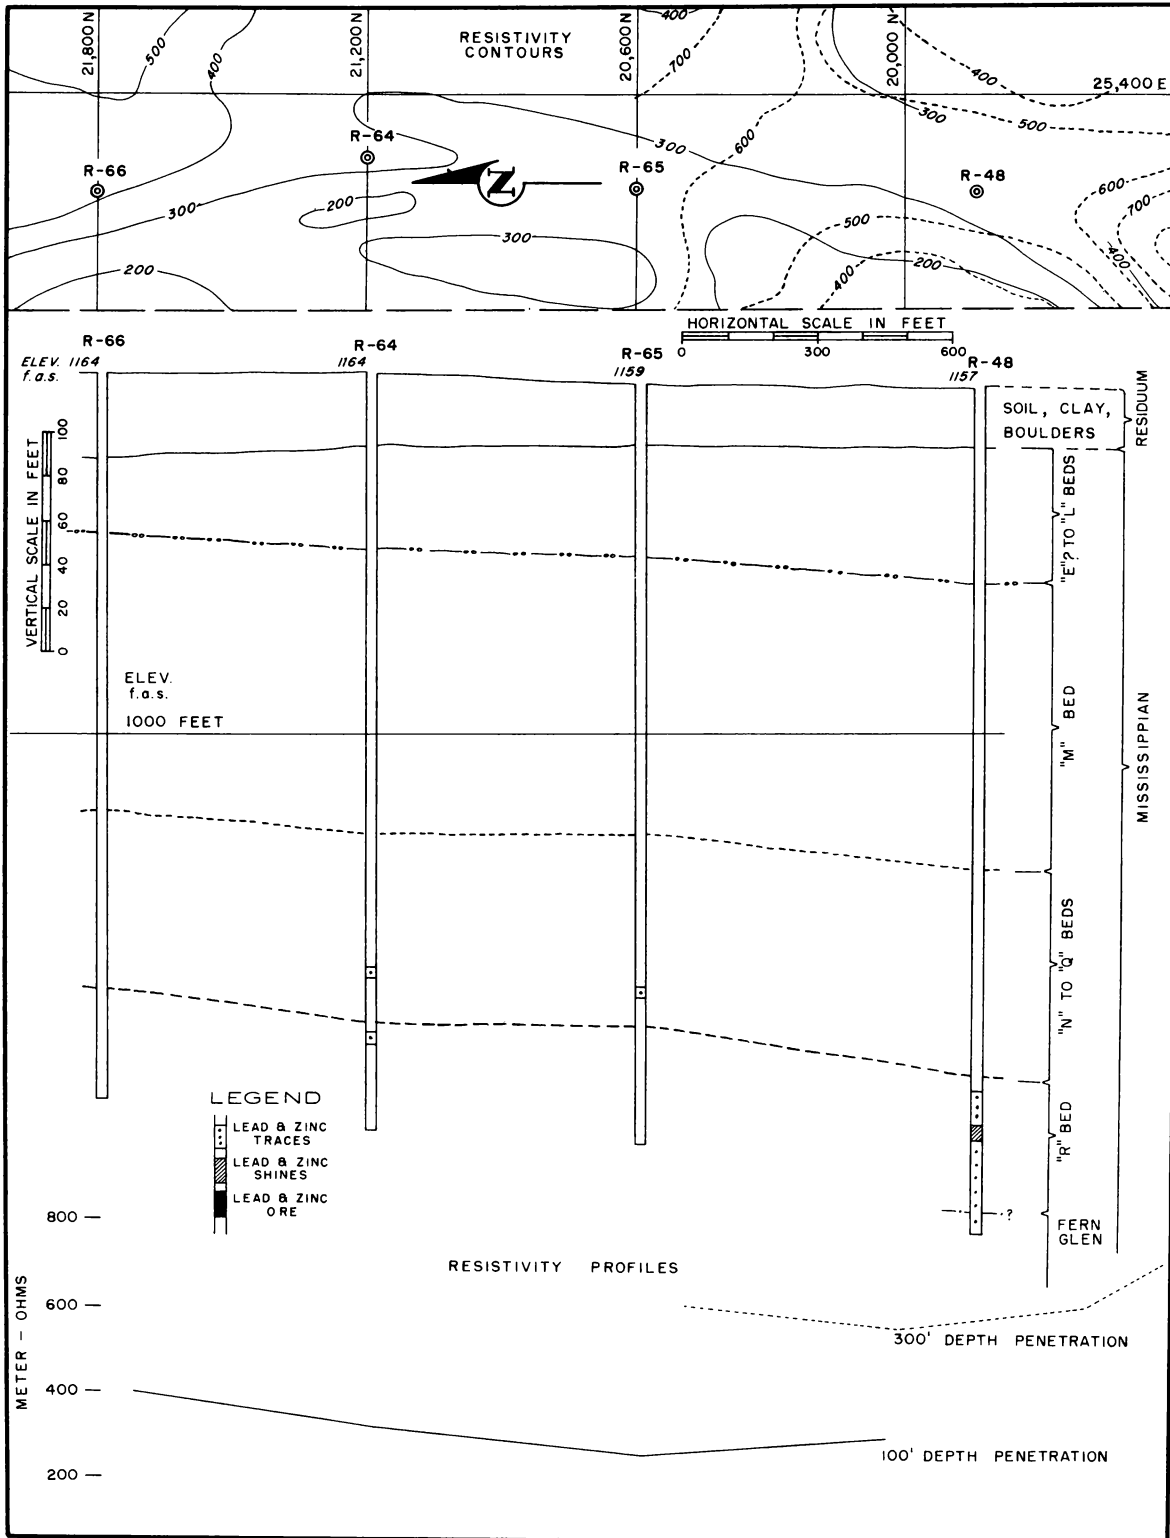 21,800 N
21,200 N
20,600 N
20,000 N
RESISTIVITY
CONTOURS
25,400 E
500
400
400
700
600
400
300
500
300
R-66
R-64
R-65
R-48
N
300
200
200
300
500
400
200
600
700
400
HORIZONTAL SCALE IN FEET
0 300 600
R-66
R-64
R-65
R-48
ELEV. 1164
f.a.s.
1164
1159
1157
SOIL, CLAY,
BOULDERS
RESIDUUM
VERTICAL SCALE IN FEET
100
80
60
40
20
0
"E"? TO "L" BEDS
ELEV.
f.a.s.
1000 FEET
"M" BED
MISSISSIPPIAN
"N" TO "Q" BEDS
"R" BED
FERN
GLEN
?
LEGEND
LEAD & ZINC
TRACES
LEAD & ZINC
SHINES
LEAD & ZINC
ORE
RESISTIVITY PROFILES
METER - OHMS
800
600
400
200
300' DEPTH PENETRATION
100' DEPTH PENETRATION